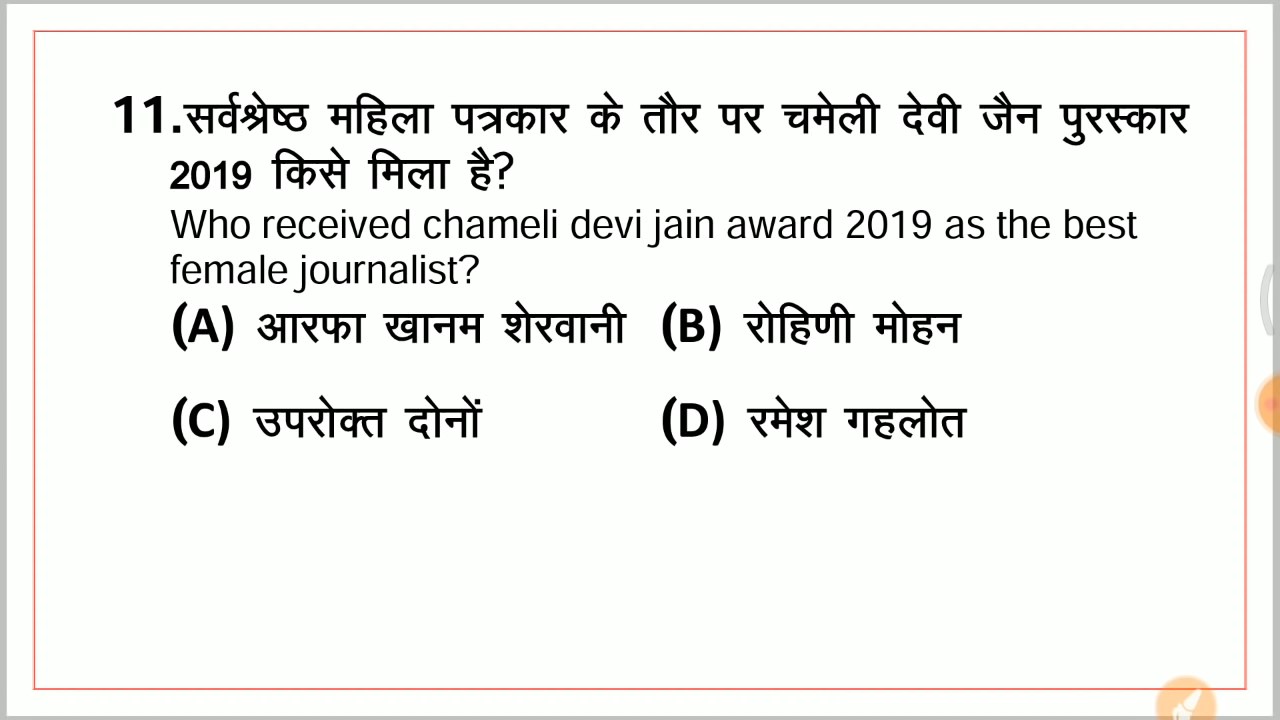 11.सर्वश्रेष्ठ महिला पत्रकार के तौर पर चमेली देवी जैन पुरस्कार
2019 किसे मिला है?
Who received chameli devi jain award 2019 as the best
female journalist?
(A) आरफा खानम शेरवानी (B) रोहिणी मोहन
(C) उपरोक्त दोनों (D) रमेश गहलोत